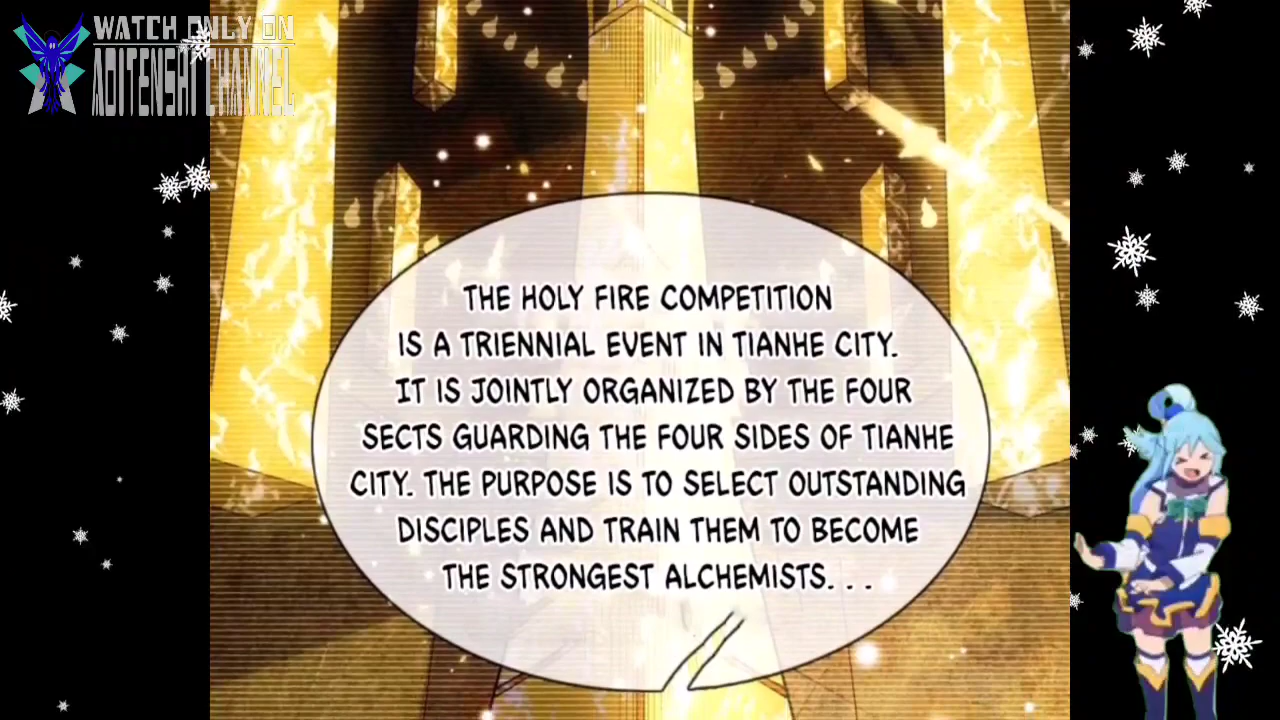 WATCH ONLY ON
AOITENSHI CHANNEL
THE HOLY FIRE COMPETITION
IS A TRIENNIAL EVENT IN TIANHE CITY.
IT IS JOINTLY ORGANIZED BY THE FOUR
SECTS GUARDING THE FOUR SIDES OF TIANHE
CITY. THE PURPOSE IS TO SELECT OUTSTANDING
DISCIPLES AND TRAIN THEM TO BECOME
THE STRONGEST ALCHEMISTS. . .